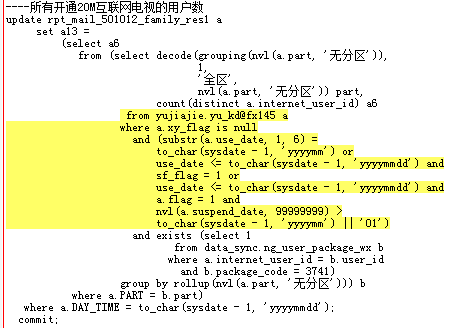 ----所有开通20M互联网电视的用户数
update rpt_mail_501012_family_res1 a
set a13 =
(select a6
from (select decode(grouping(nvl(a.part, '无分区')),
1,
'全区',
nvl(a.part, '无分区')) part,
count(distinct a.internet_user_id) a6
from yujiajie.yu_kd@fx145 a
where a.xy_flag is null
and (substr(a.use_date, 1, 6) =
to_char(sysdate - 1, 'yyyymm') or
use_date <= to_char(sysdate - 1, 'yyyymmdd') and
sf_flag = 1 or
use_date <= to_char(sysdate - 1, 'yyyymmdd') and
a.flag = 1 and
nvl(a.suspend_date, 99999999) >
to_char(sysdate - 1, 'yyyymm') || '01')
and exists (select 1
from data_sync.ng_user_package_wx b
where a.internet_user_id = b.user_id
and b.package_code = 3741)
group by rollup(nvl(a.part, '无分区'))) b
where a.PART = b.part)
where a.DAY_TIME = to_char(sysdate - 1, 'yyyymmdd');
commit;